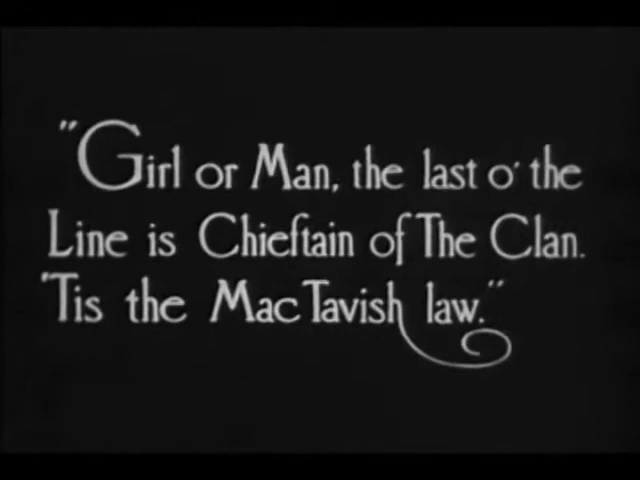 "Girl or Man, the last o' the
Line is Chieftain of The Clan.
'Tis the MacTavish law."